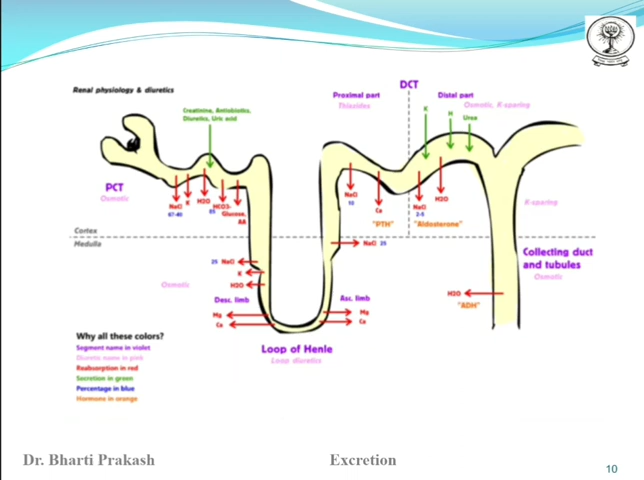 Renal physiology & diuretics
Creatinine, Antiobiotics,
Diuretics, Uric acid
PCT
Osmotic
NaCl
67-40
K
H2O
85
HCO3-
Glucose,
AA
Cortex
Medulla
Osmotic
25 NaCl
K
H2O
Desc. limb
Mg
Ca
Loop of Henle
Loop diuretics
Asc. limb
Mg
Ca
NaCl 25
DCT
Proximal part
Thiazides
Distal part
Osmotic, K-sparing
K
H
Urea
NaCl
10
Ca
"PTH"
NaCl
2-5
H2O
"Aldosterone"
K-sparing
Collecting duct
and tubules
Osmotic
H2O
"ADH"
Why all these colors?
Segment name in violet
Diuretic name in pink
Reabsorption in red
Secretion in green
Percentage in blue
Hormone in orange
Dr. Bharti Prakash
Excretion
10